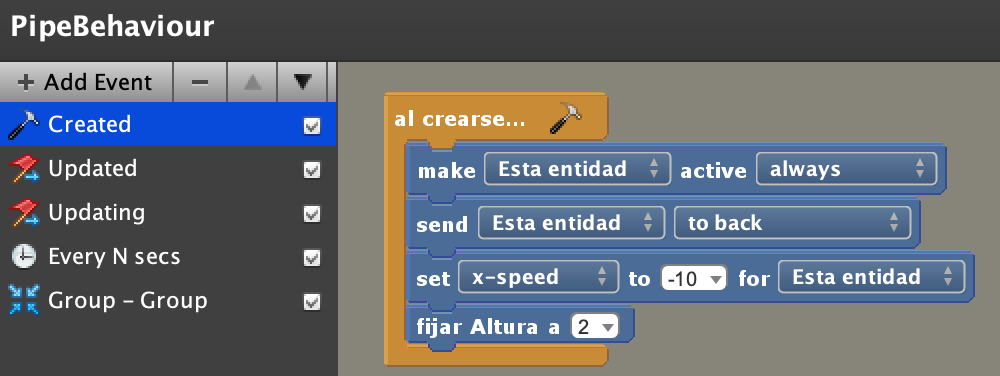 PipeBehaviour
+ Add Event −
Created
Updated
Updating
Every N secs
Group - Group
al crearse...
make Esta entidad active always
send Esta entidad to back
set x-speed to -10 for Esta entidad
fijar Altura a 2